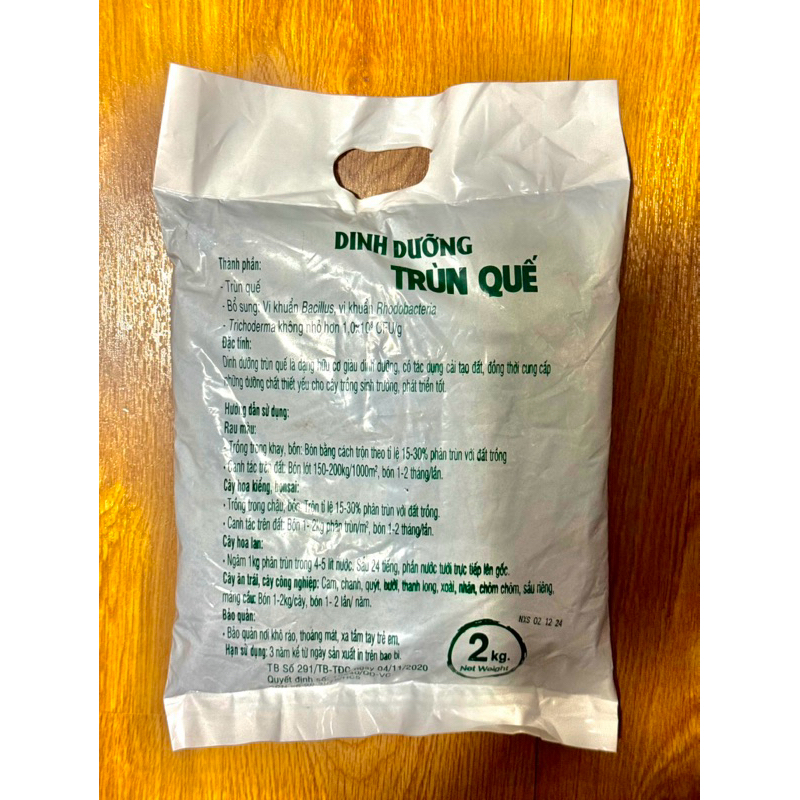 DINH DƯỠNG
TRÙN QUẾ
Thành phần:
- Trùn quế
- Bổ sung: Vi khuẩn Bacillus, vi khuẩn Rhodobacteria
- Trichoderma không nhỏ hơn 1,0×10⁶ CFU/g
Đặc tính:
Dinh dưỡng trùn quế là dạng hữu cơ giàu dinh dưỡng, có tác dụng cải tạo đất, đồng thời cung cấp
những dưỡng chất thiết yếu cho cây trồng sinh trưởng, phát triển tốt.
Hướng dẫn sử dụng:
Rau màu:
- Trồng trong khay, bồn: Bón bằng cách trộn theo tỉ lệ 15-30% phân trùn với đất trồng
- Canh tác trên đất: Bón lót 150-200kg/1000m², bón 1-2 tháng/lần.
Cây hoa kiểng, bonsai:
- Trồng trong chậu, bồn: Trộn tỉ lệ 15-30% phân trùn với đất trồng.
- Canh tác trên đất: Bón 1-2kg phân trùn/m², bón 1-2 tháng/lần.
Cây hoa lan:
- Ngâm 1kg phân trùn trong 4-5 lít nước. Sau 24 tiếng, phần nước tưới trực tiếp lên gốc.
Cây ăn trái, cây công nghiệp: Cam, chanh, quýt, bưởi, thanh long, xoài, nhãn, chôm chôm, sầu riêng,
mãng cầu: Bón 1-2kg/cây, bón 1- 2 lần/ năm.
Bảo quản:
- Bảo quản nơi khô ráo, thoáng mát, xa tầm tay trẻ em.
Hạn sử dụng: 3 năm kể từ ngày sản xuất in trên bao bì.
NXS 02 12 24
2 kg.
Net Weight
TB Số 291/TB-TĐC ngày 04/11/2020
Quyết định số: